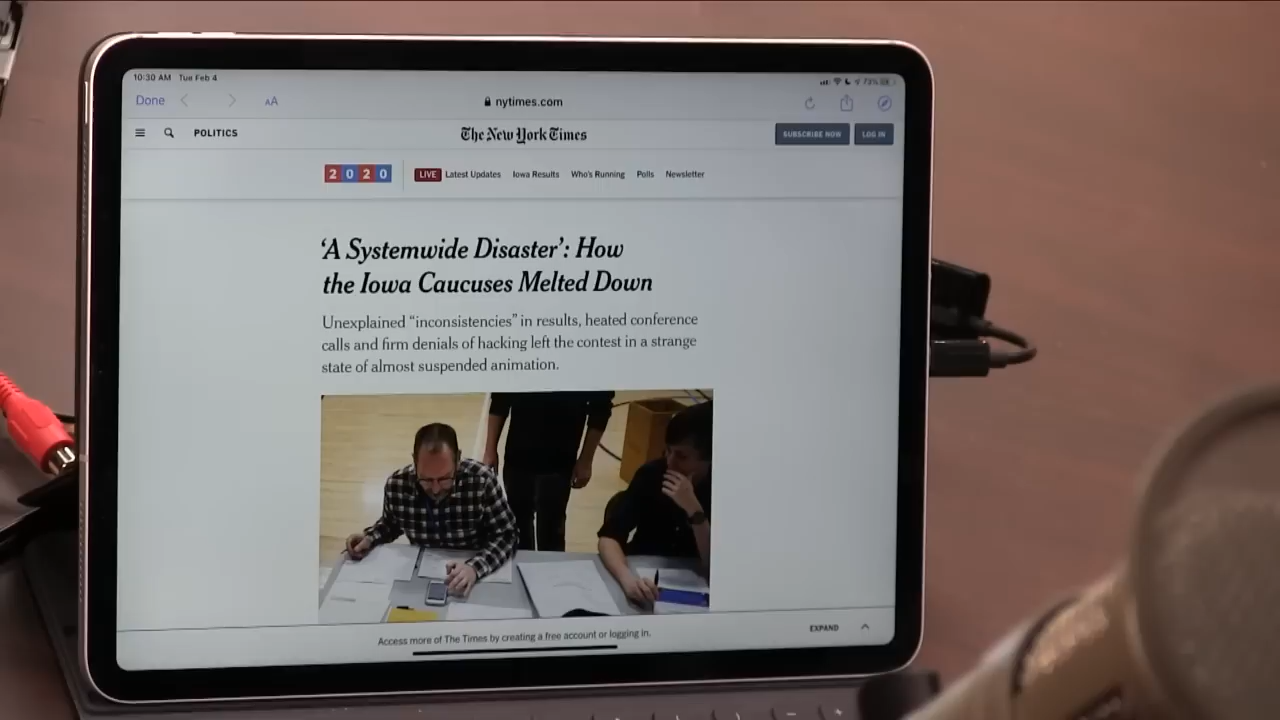 10:30 AM Tue Feb 4
73%
Done
AA
nytimes.com
POLITICS
The New York Times
SUBSCRIBE NOW
LOG IN
2020
LIVE Latest Updates Iowa Results Who's Running Polls Newsletter
‘A Systemwide Disaster’: How
the Iowa Caucuses Melted Down
Unexplained “inconsistencies” in results, heated conference
calls and firm denials of hacking left the contest in a strange
state of almost suspended animation.
Access more of The Times by creating a free account or logging in.
EXPAND